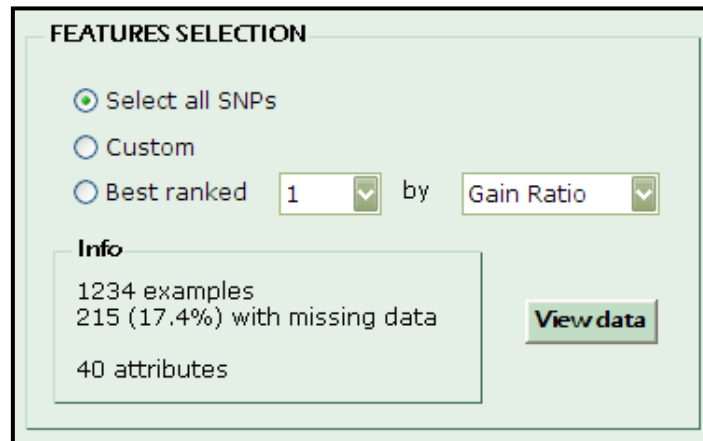 FEATURES SELECTION
Select all SNPs
Custom
Best ranked 1 by Gain Ratio
Info
1234 examples
215 (17.4%) with missing data
40 attributes
View data